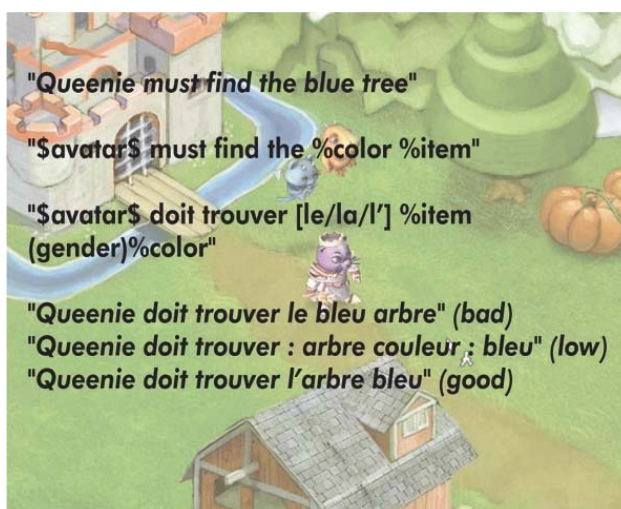 "Queenie must find the blue tree"
"$avatar$ must find the %color %item"
"$avatar$ doit trouver [le/la/l'] %item
(gender)%color"
"Queenie doit trouver le bleu arbre" (bad)
"Queenie doit trouver : arbre couleur : bleu" (low)
"Queenie doit trouver l'arbre bleu" (good)